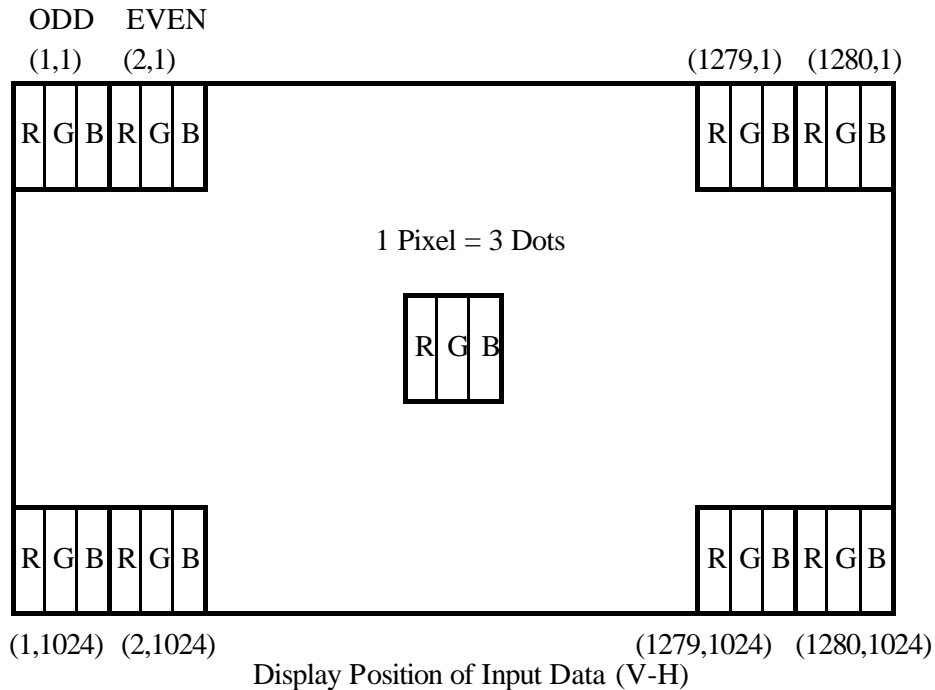 ODD EVEN
(1,1) (2,1) (1279,1) (1280,1)
R G B R G B R G B R G B
1 Pixel = 3 Dots
R G B
R G B R G B R G B R G B
(1,1024) (2,1024) (1279,1024) (1280,1024)
Display Position of Input Data (V-H)